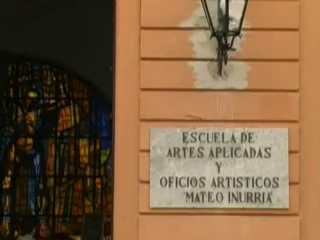 ESCUELA DE
ARTES APLICADAS
Y
OFICIOS ARTISTICOS
"MATEO INURRIA"